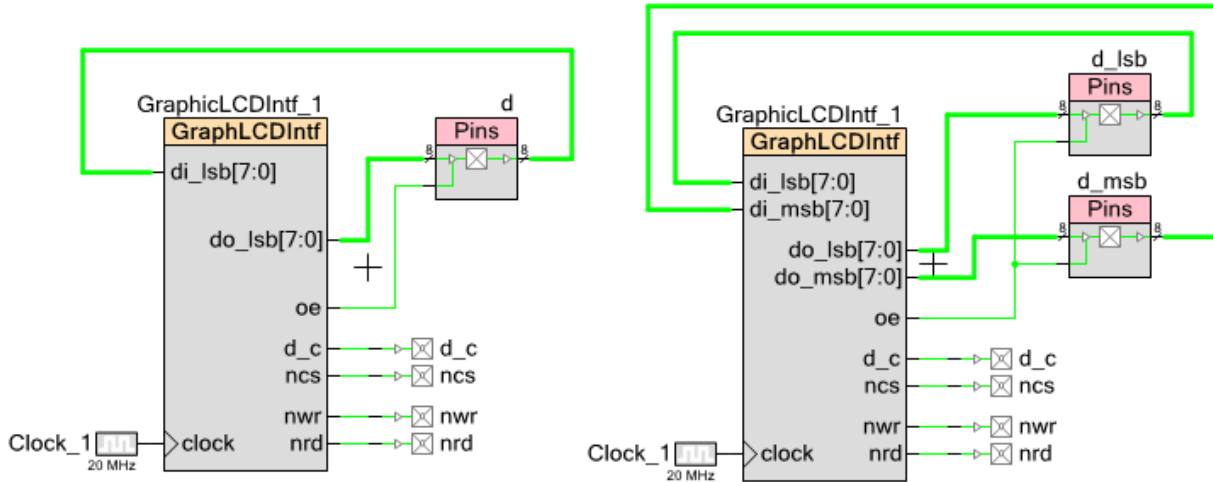 GraphicLCDIntf_1
GraphLCDIntf
di_lsb[7:0]
do_lsb[7:0]
oe
d_c
ncs
nwr
nrd
clock
Clock_1
20 MHz
d
Pins
8
8
d_c
ncs
nwr
nrd
GraphicLCDIntf_1
GraphLCDIntf
di_lsb[7:0]
di_msb[7:0]
do_lsb[7:0]
do_msb[7:0]
oe
d_c
ncs
nwr
nrd
clock
Clock_1
20 MHz
d_lsb
Pins
8
8
d_msb
Pins
8
8
d_c
ncs
nwr
nrd